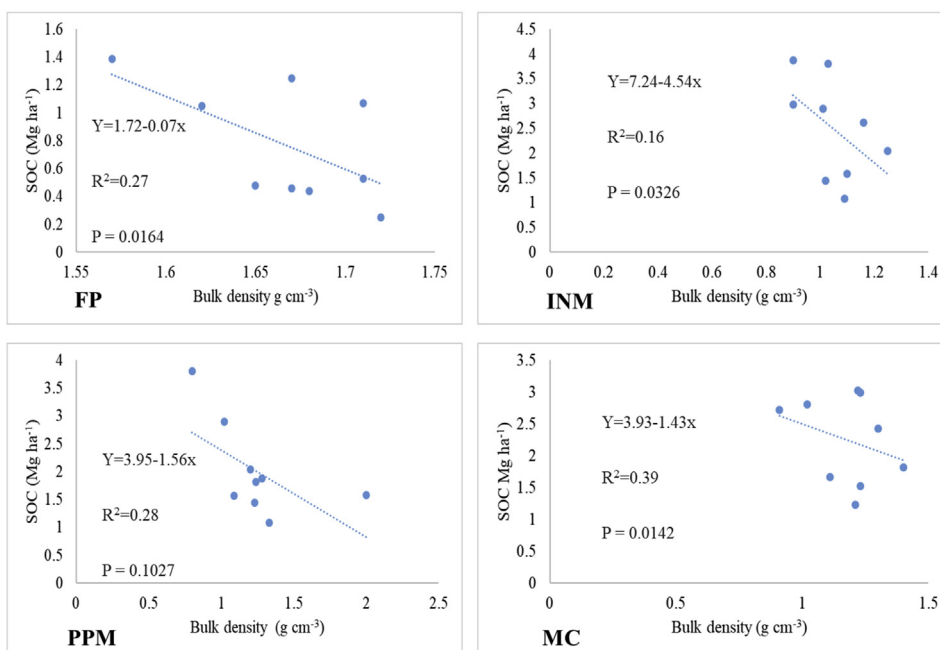 1.6
1.4
1.2
1
0.8
0.6
0.4
0.2
0
SOC (Mg ha⁻¹)
Y=1.72-0.07x
R²=0.27
P = 0.0164
1.55 1.6 1.65 1.7 1.75
Bulk density g cm⁻³)
FP
4.5
4
3.5
3
2.5
2
1.5
1
0.5
0
SOC (Mg ha⁻¹)
Y=7.24-4.54x
R²=0.16
P = 0.0326
0 0.2 0.4 0.6 0.8 1 1.2 1.4
Bulk density (g cm⁻³)
INM
4
3.5
3
2.5
2
1.5
1
0.5
0
SOC (Mg ha⁻¹)
Y=3.95-1.56x
R²=0.28
P = 0.1027
0 0.5 1 1.5 2 2.5
Bulk density (g cm⁻³)
PPM
3.5
3
2.5
2
1.5
1
0.5
0
SOC Mg ha⁻¹)
Y=3.93-1.43x
R²=0.39
P = 0.0142
0 0.5 1 1.5
Bulk density (g cm⁻³)
MC